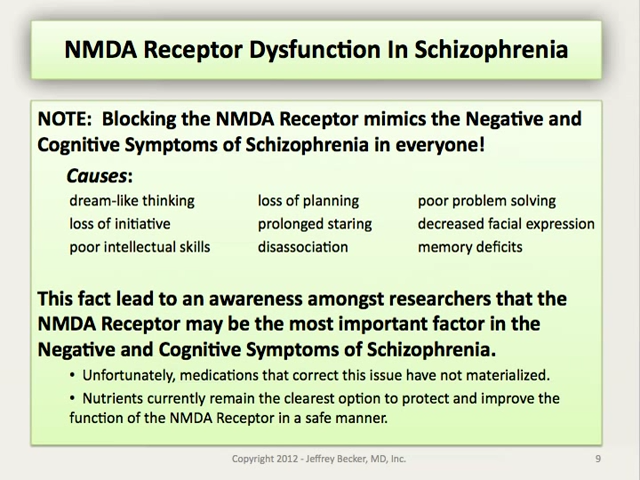 NMDA Receptor Dysfunction In Schizophrenia
NOTE: Blocking the NMDA Receptor mimics the Negative and
Cognitive Symptoms of Schizophrenia in everyone!
Causes:
dream-like thinking loss of planning poor problem solving
loss of initiative prolonged staring decreased facial expression
poor intellectual skills disassociation memory deficits
This fact lead to an awareness amongst researchers that the
NMDA Receptor may be the most important factor in the
Negative and Cognitive Symptoms of Schizophrenia.
• Unfortunately, medications that correct this issue have not materialized.
• Nutrients currently remain the clearest option to protect and improve the
function of the NMDA Receptor in a safe manner.
Copyright 2012 - Jeffrey Becker, MD, Inc. 9